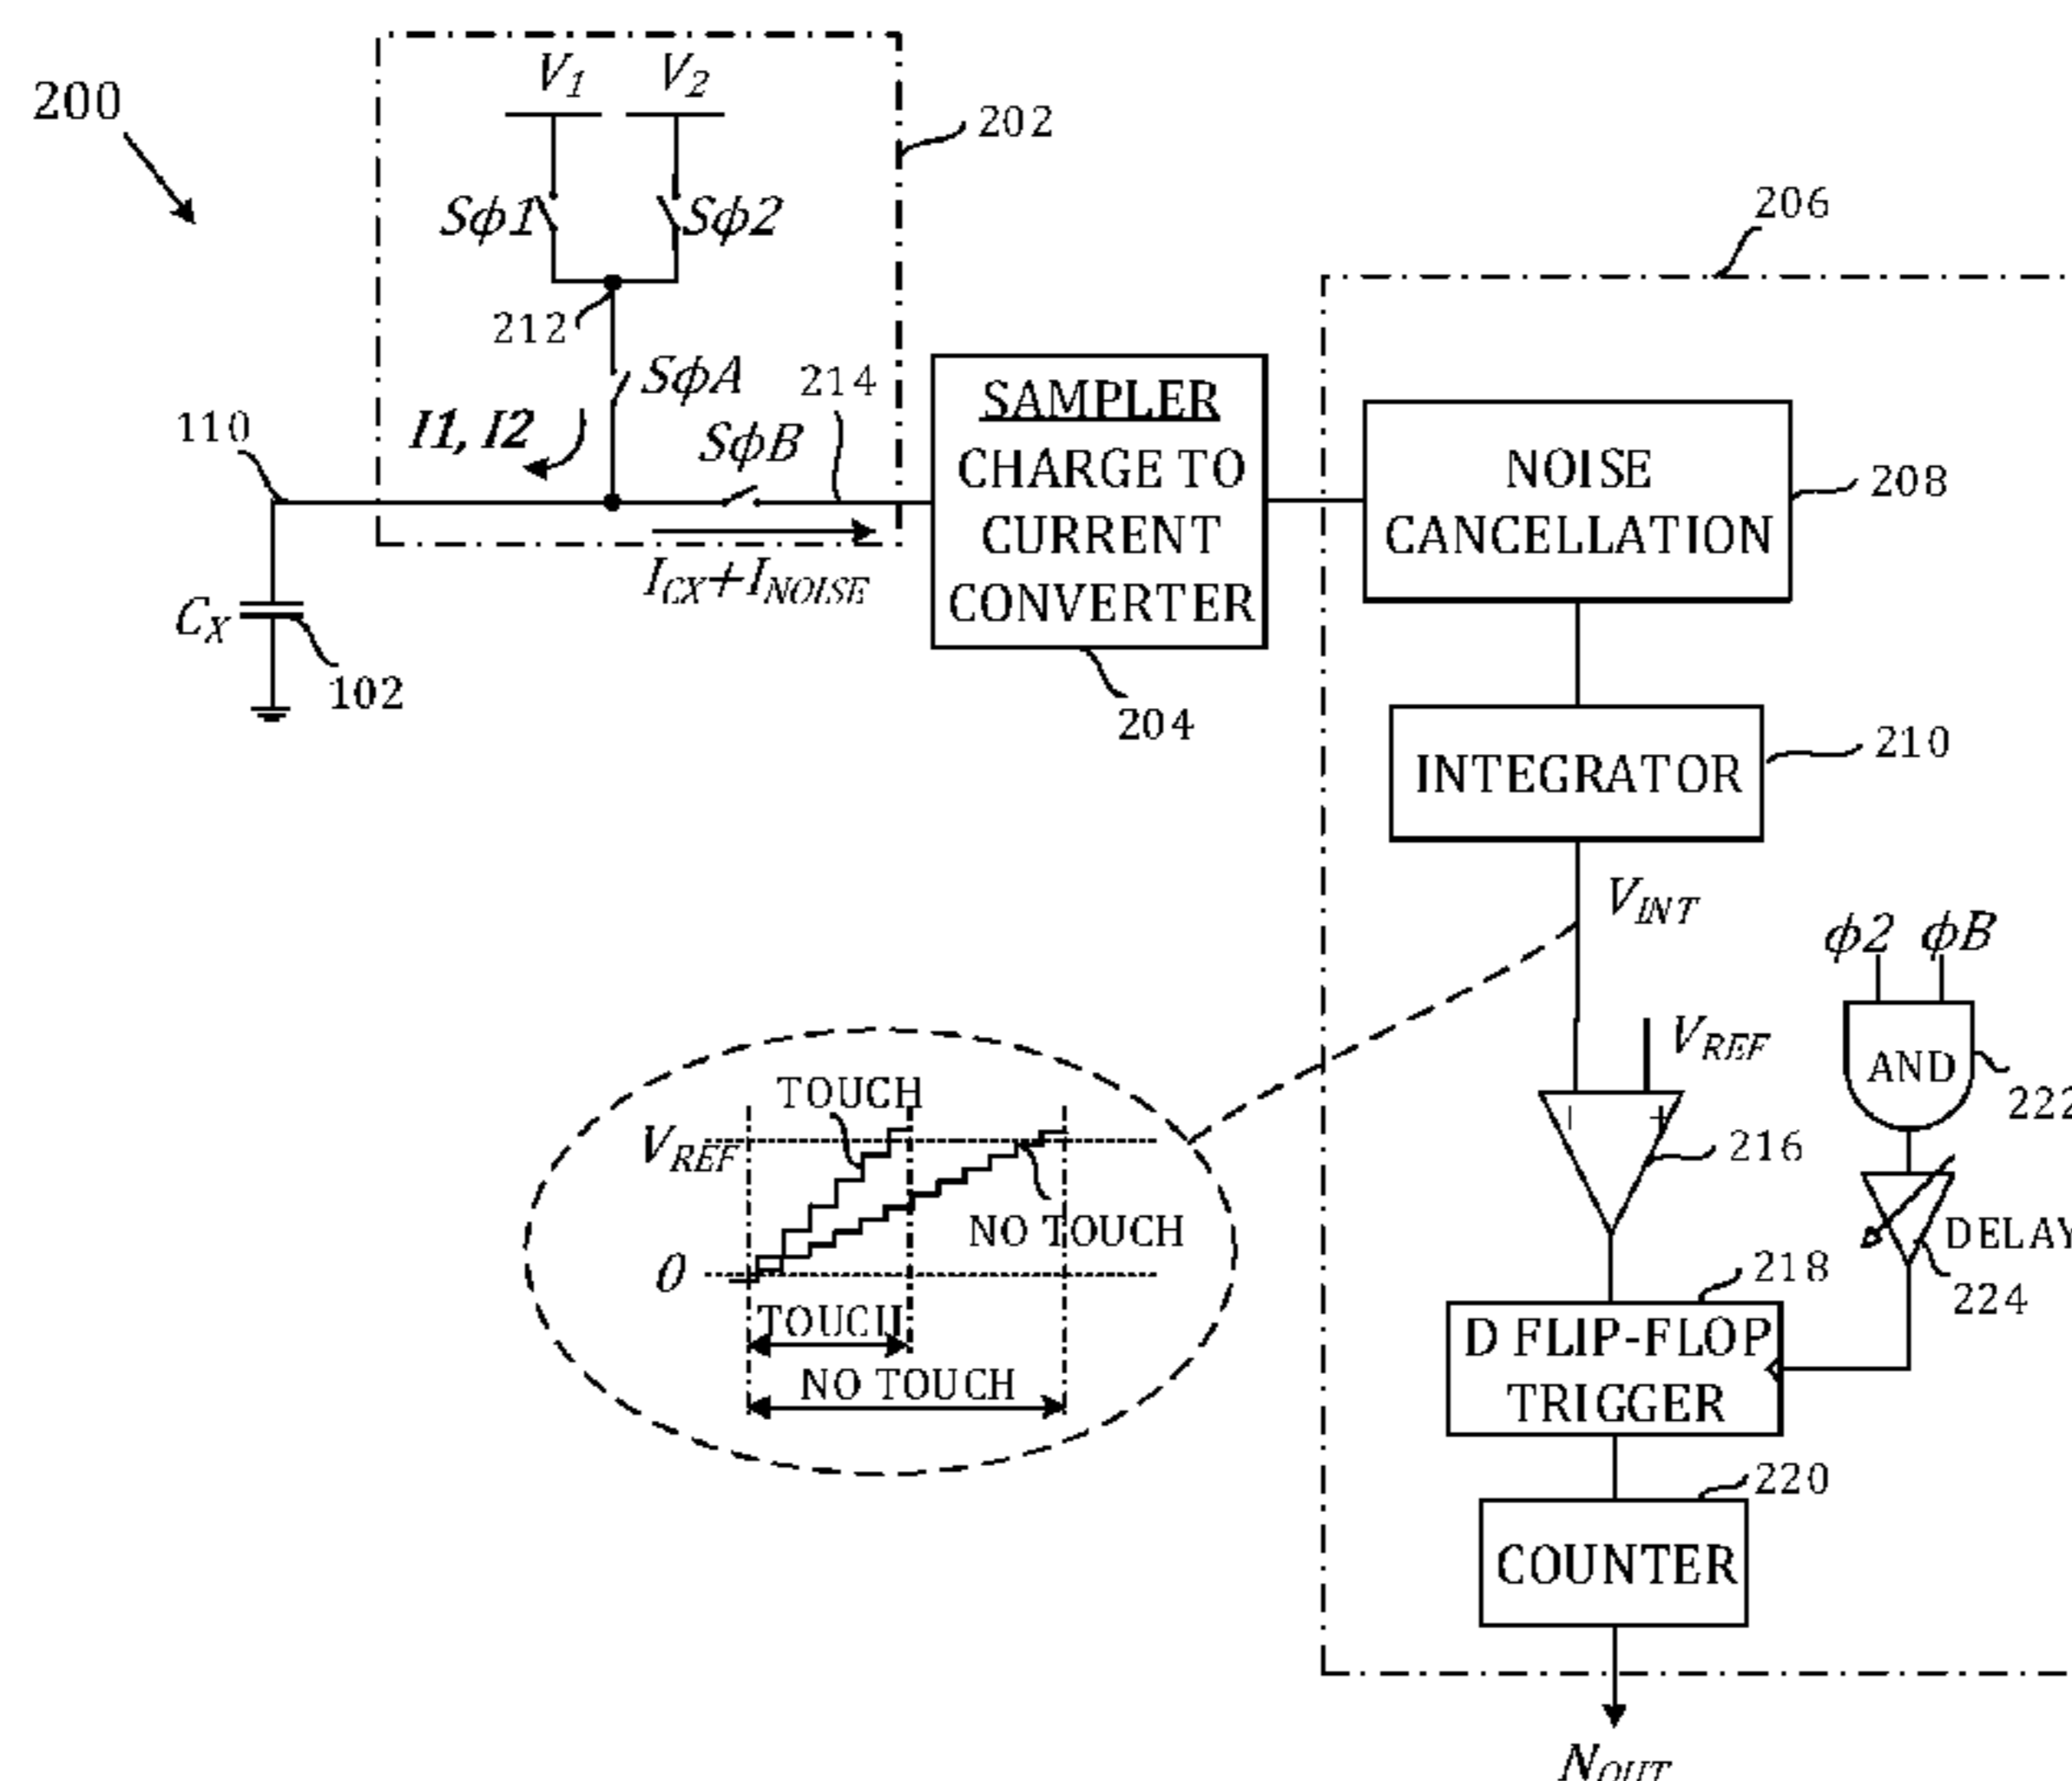 200
V1 V2
202
Sϕ1 Sϕ2
206
212
SϕA
214
110
I1, I2
SϕB
SAMPLER
CHARGE TO
CURRENT
CONVERTER
NOISE
CANCELLATION
208
ICX+INOISE
CX
102
204
INTEGRATOR
210
VINT
ϕ2 ϕB
VREF
AND
222
TOUCH
VREF
− +
216
NO TOUCH
DELAY
0
218
224
TOUCH
D FLIP-FLOP
TRIGGER
NO TOUCH
220
COUNTER
NOUT